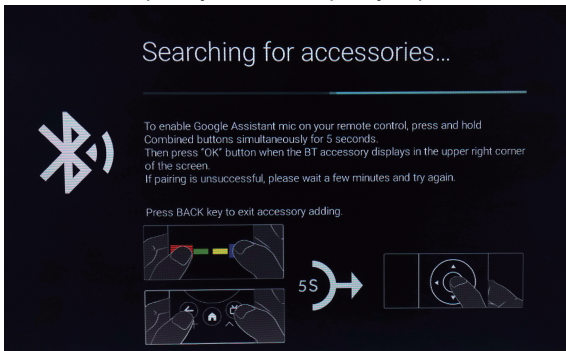 Searching for accessories...
To enable Google Assistant mic on your remote control, press and hold
Combined buttons simultaneously for 5 seconds.
Then press "OK" button when the BT accessory displays in the upper right corner
of the screen.
If pairing is unsuccessful, please wait a few minutes and try again.
Press BACK key to exit accessory adding.
5S